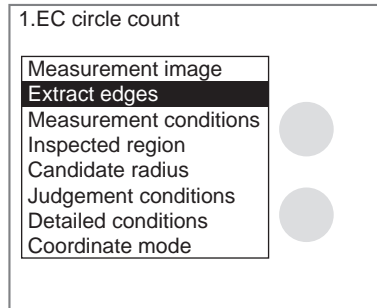 1.EC circle count
Measurement image
Extract edges
Measurement conditions
Inspected region
Candidate radius
Judgement conditions
Detailed conditions
Coordinate mode